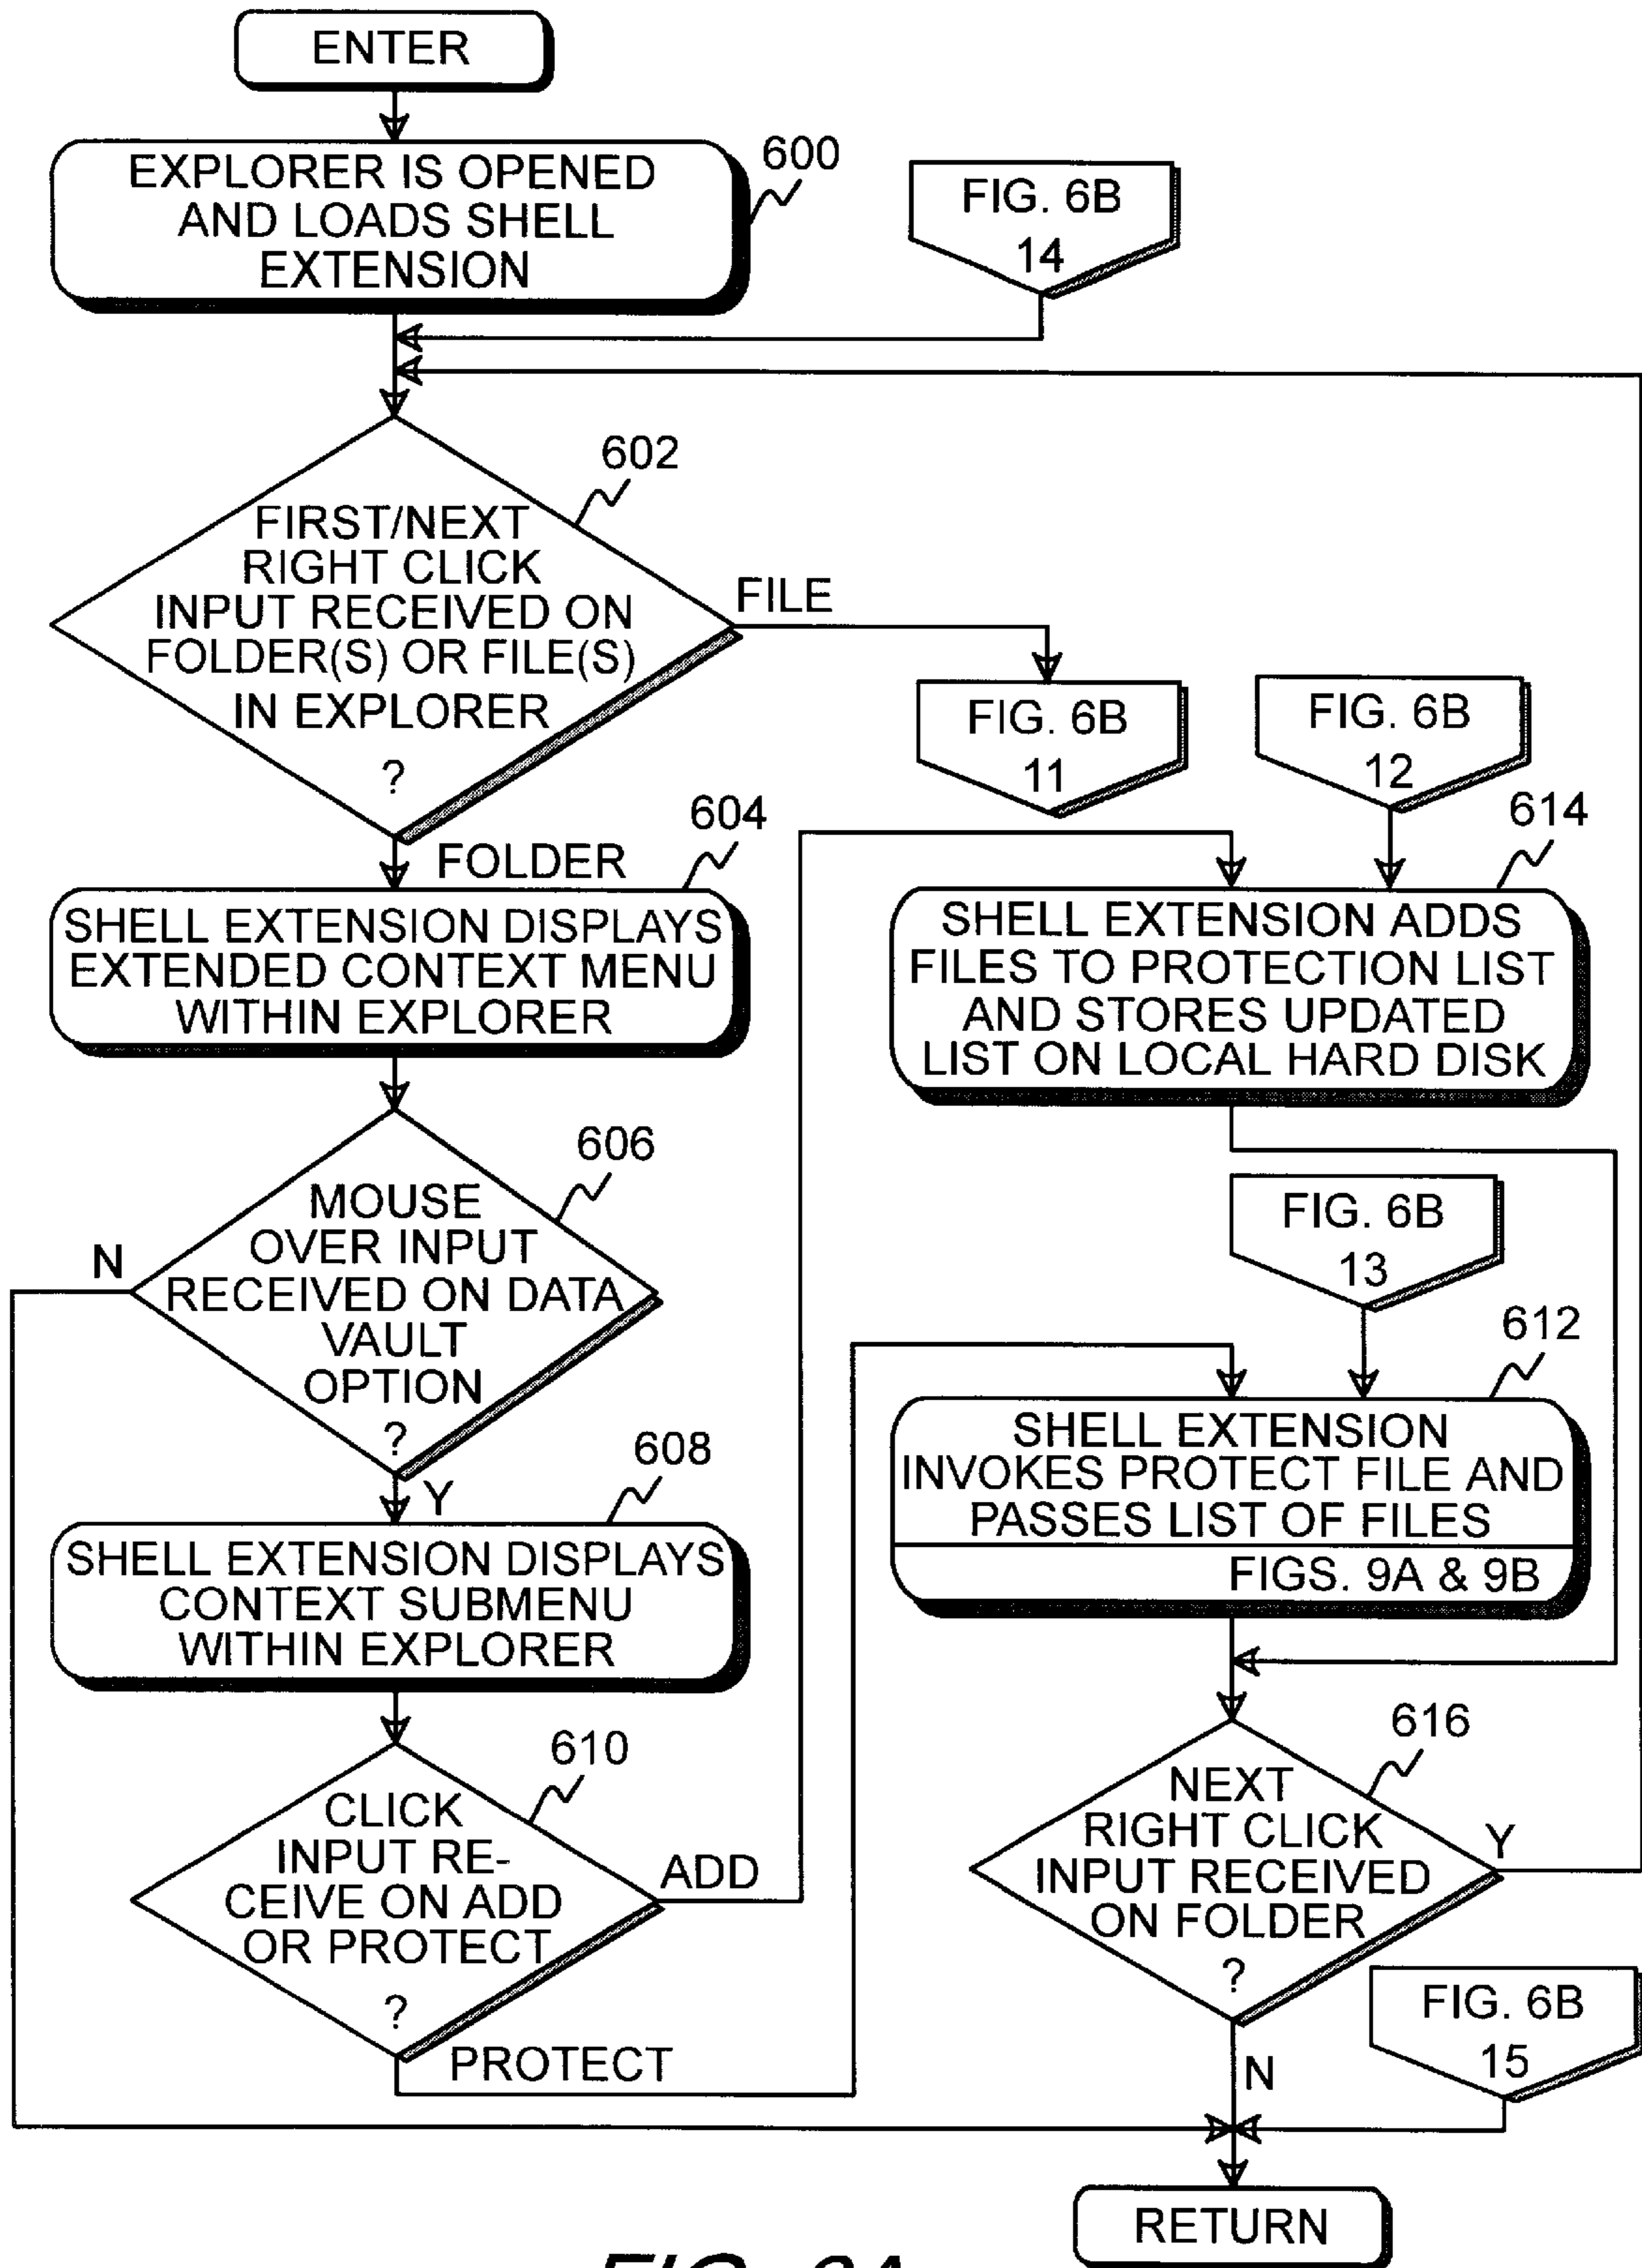 ENTER
EXPLORER IS OPENED
AND LOADS SHELL
EXTENSION
600
FIG. 6B
14
602
FIRST/NEXT
RIGHT CLICK
INPUT RECEIVED ON
FOLDER(S) OR FILE(S)
IN EXPLORER
?
FILE
FIG. 6B
11
FIG. 6B
12
FOLDER
604
SHELL EXTENSION DISPLAYS
EXTENDED CONTEXT MENU
WITHIN EXPLORER
614
SHELL EXTENSION ADDS
FILES TO PROTECTION LIST
AND STORES UPDATED
LIST ON LOCAL HARD DISK
606
MOUSE
OVER INPUT
RECEIVED ON DATA
VAULT
OPTION
?
N
Y
FIG. 6B
13
612
SHELL EXTENSION
INVOKES PROTECT FILE AND
PASSES LIST OF FILES
FIGS. 9A & 9B
608
SHELL EXTENSION DISPLAYS
CONTEXT SUBMENU
WITHIN EXPLORER
610
CLICK
INPUT RE-
CEIVE ON ADD
OR PROTECT
?
ADD
PROTECT
616
NEXT
RIGHT CLICK
INPUT RECEIVED
ON FOLDER
?
Y
N
FIG. 6B
15
RETURN
FIG. 6A